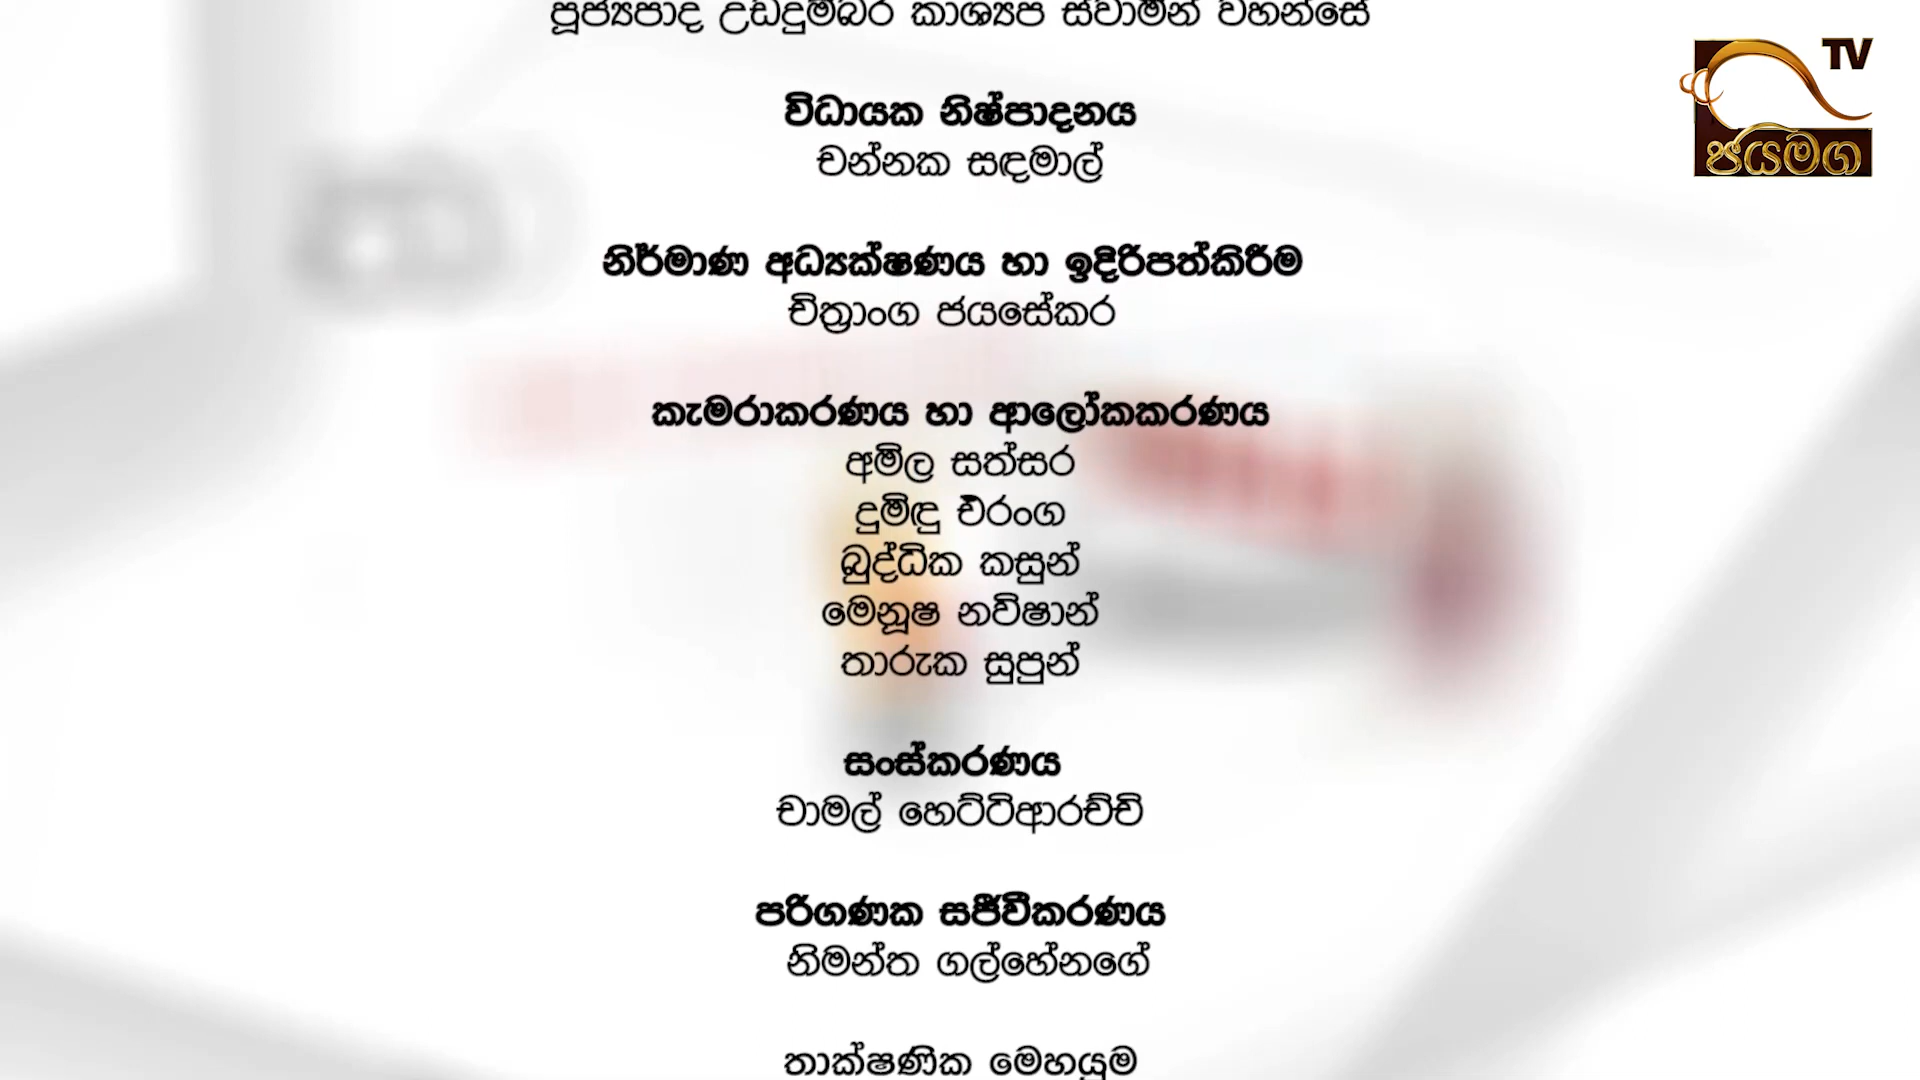 පූජ්‍යපාද උඩුදුම්බර කාශ්‍යප ස්වාමීන් වහන්සේ
TV
ජයමග
විධායක නිෂ්පාදනය
චන්නක සඳමාල්
නිර්මාණ අධ්‍යක්ෂණය හා ඉදිරිපත්කිරීම
චිත්‍රාංග ජයසේකර
කැමරාකරණය හා ආලෝකකරණය
අමිල සත්සර
දුමිඳු එරංග
බුද්ධික කසුන්
මෙනූෂ නවිෂාන්
තාරුක සුපුන්
සංස්කරණය
චාමල් හෙට්ටිආරච්චි
පරිගණක සජීවීකරණය
නිමන්ත ගල්හේනගේ
තාක්ෂණික මෙහයුම